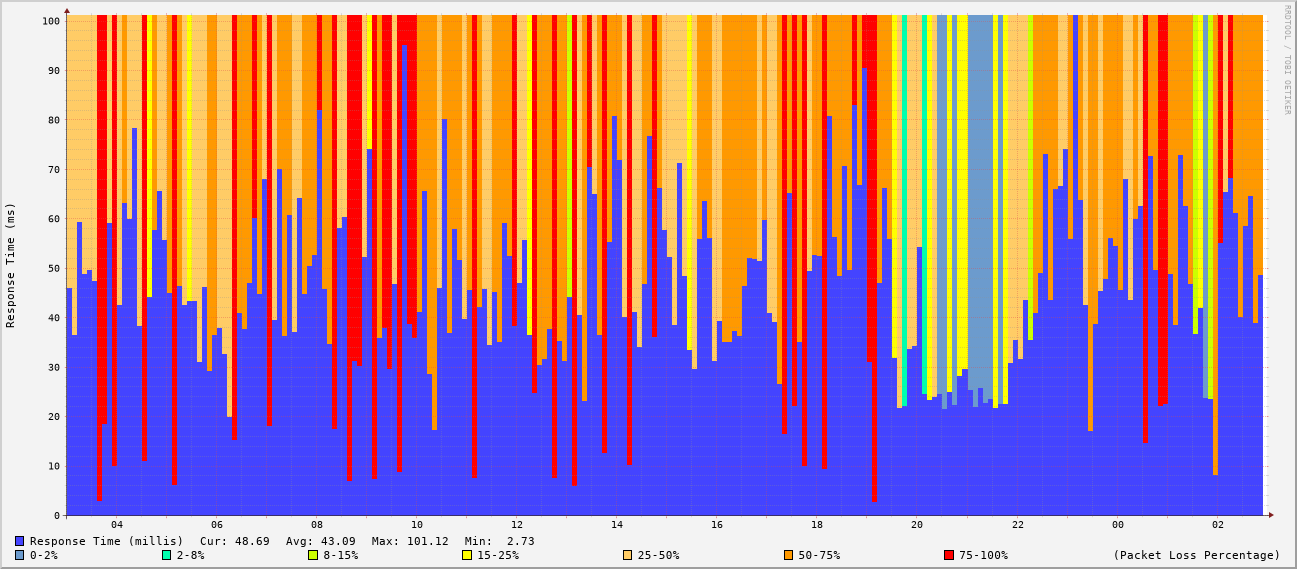 RRDTOOL / TOBI OETIKER
Response Time (ms)
100
90
80
70
60
50
40
30
20
10
0
04 06 08 10 12 14 16 18 20 22 00 02
Response Time (millis) Cur: 48.69 Avg: 43.09 Max: 101.12 Min: 2.73
0-2% 2-8% 8-15% 15-25% 25-50% 50-75% 75-100% (Packet Loss Percentage)